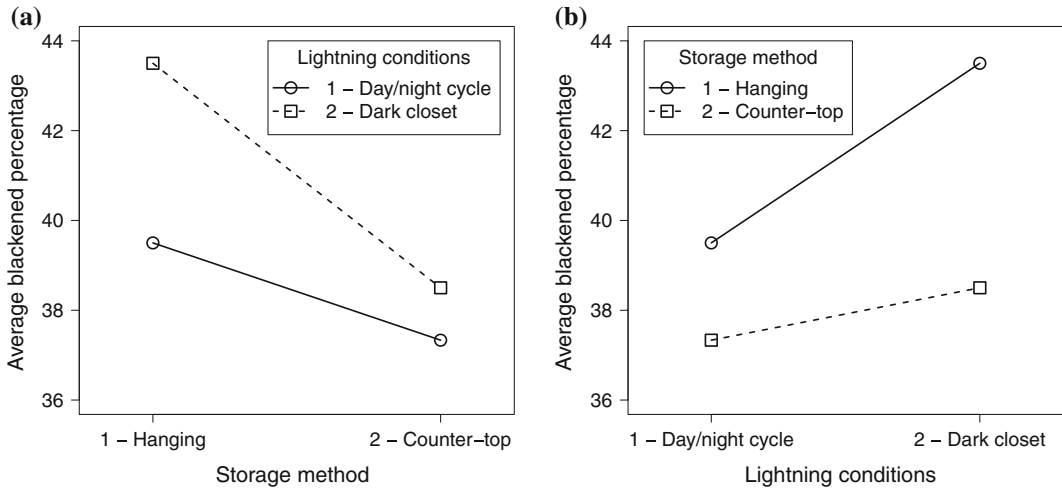 (a)
Average blackened percentage
44
42
40
38
36
Lightning conditions
1 − Day/night cycle
2 − Dark closet
1 − Hanging
2 − Counter−top
Storage method
(b)
Average blackened percentage
44
42
40
38
36
Storage method
1 − Hanging
2 − Counter−top
1 − Day/night cycle
2 − Dark closet
Lightning conditions